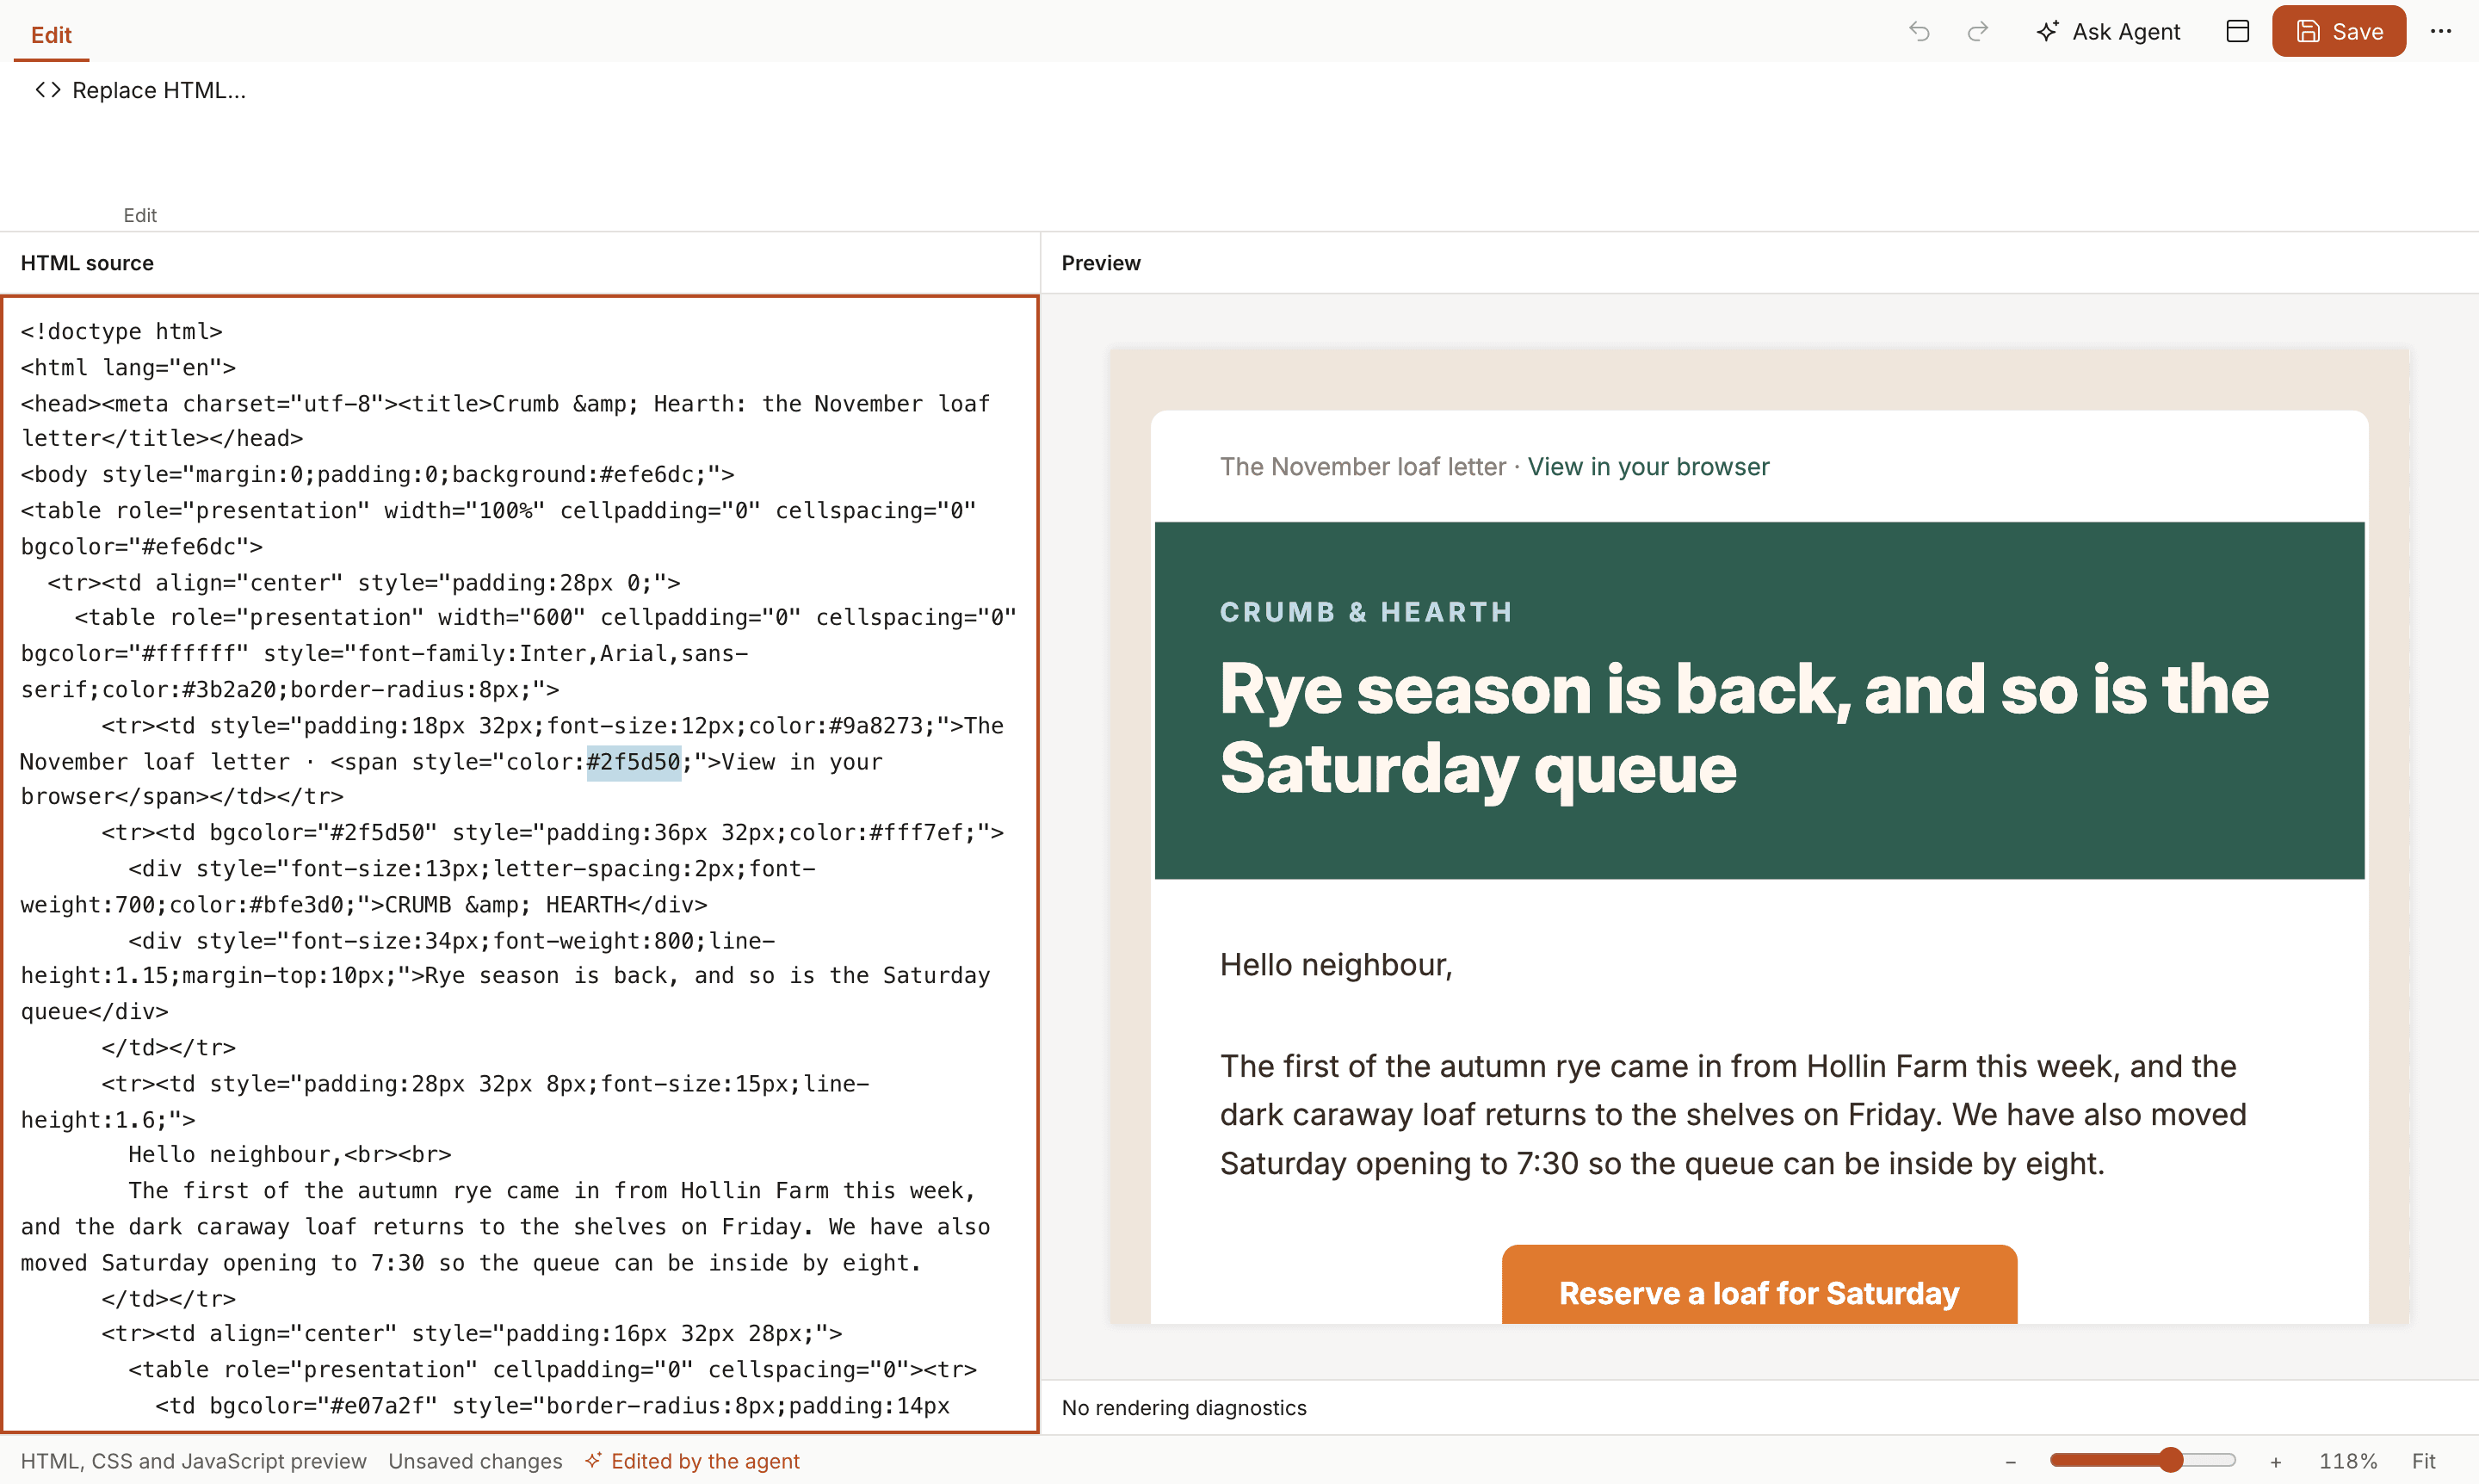 Edit
Ask Agent
Save
Replace HTML...
Edit
HTML source
Preview
<!doctype html>
<html lang="en">
<head><meta charset="utf-8"><title>Crumb &amp; Hearth: the November loaf
letter</title></head>
<body style="margin:0;padding:0;background:#efe6dc;">
<table role="presentation" width="100%" cellpadding="0" cellspacing="0"
bgcolor="#efe6dc">
<tr><td align="center" style="padding:28px 0;">
<table role="presentation" width="600" cellpadding="0" cellspacing="0"
bgcolor="#ffffff" style="font-family:Inter,Arial,sans-
serif;color:#3b2a20;border-radius:8px;">
<tr><td style="padding:18px 32px;font-size:12px;color:#9a8273;">The
November loaf letter · <span style="color:#2f5d50;">View in your
browser</span></td></tr>
<tr><td bgcolor="#2f5d50" style="padding:36px 32px;color:#fff7ef;">
<div style="font-size:13px;letter-spacing:2px;font-
weight:700;color:#bfe3d0;">CRUMB &amp; HEARTH</div>
<div style="font-size:34px;font-weight:800;line-
height:1.15;margin-top:10px;">Rye season is back, and so is the Saturday
queue</div>
</td></tr>
<tr><td style="padding:28px 32px 8px;font-size:15px;line-
height:1.6;">
Hello neighbour,<br><br>
The first of the autumn rye came in from Hollin Farm this week,
and the dark caraway loaf returns to the shelves on Friday. We have also
moved Saturday opening to 7:30 so the queue can be inside by eight.
</td></tr>
<tr><td align="center" style="padding:16px 32px 28px;">
<table role="presentation" cellpadding="0" cellspacing="0"><tr>
<td bgcolor="#e07a2f" style="border-radius:8px;padding:14px
The November loaf letter · View in your browser
CRUMB & HEARTH
Rye season is back, and so is the
Saturday queue
Hello neighbour,
The first of the autumn rye came in from Hollin Farm this week, and the
dark caraway loaf returns to the shelves on Friday. We have also moved
Saturday opening to 7:30 so the queue can be inside by eight.
Reserve a loaf for Saturday
No rendering diagnostics
HTML, CSS and JavaScript preview
Unsaved changes
Edited by the agent
118%
Fit